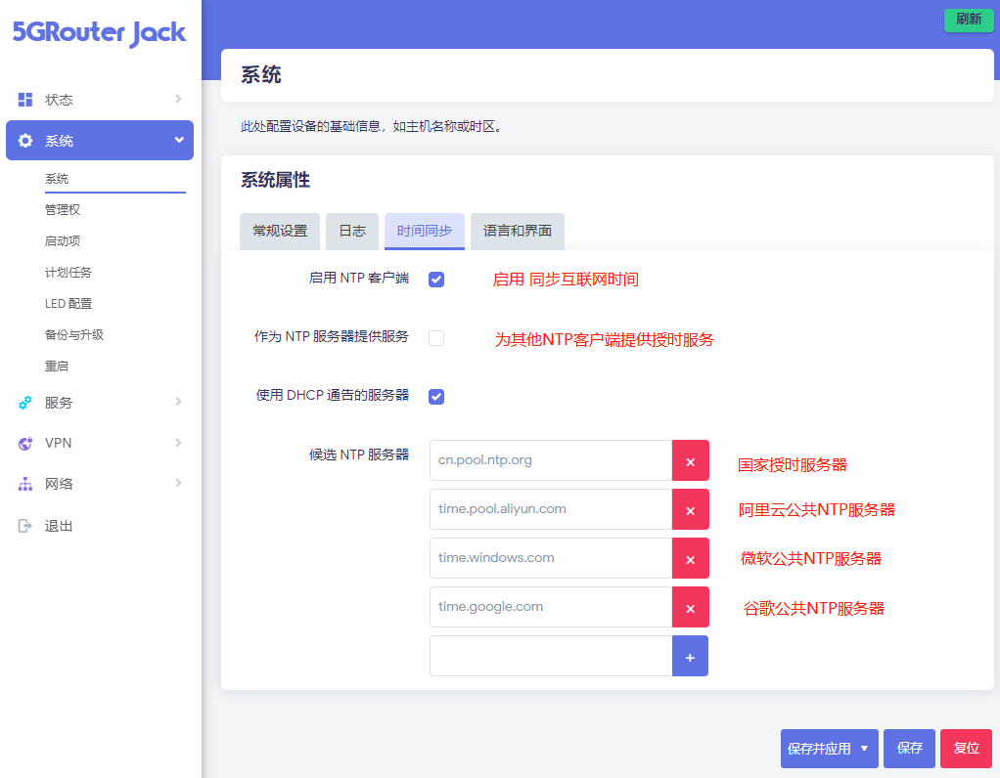 5GRouter Jack
刷新
状态
系统
系统
管理权
启动项
计划任务
LED 配置
备份与升级
重启
服务
VPN
网络
退出
系统
此处配置设备的基础信息，如主机名称或时区。
系统属性
常规设置 日志 时间同步 语言和界面
启用 NTP 客户端 启用 同步互联网时间
作为 NTP 服务器提供服务 为其他NTP客户端提供授时服务
使用 DHCP 通告的服务器
候选 NTP 服务器 cn.pool.ntp.org × 国家授时服务器
time.pool.aliyun.com × 阿里云公共NTP服务器
time.windows.com × 微软公共NTP服务器
time.google.com × 谷歌公共NTP服务器
+
保存并应用 保存 复位